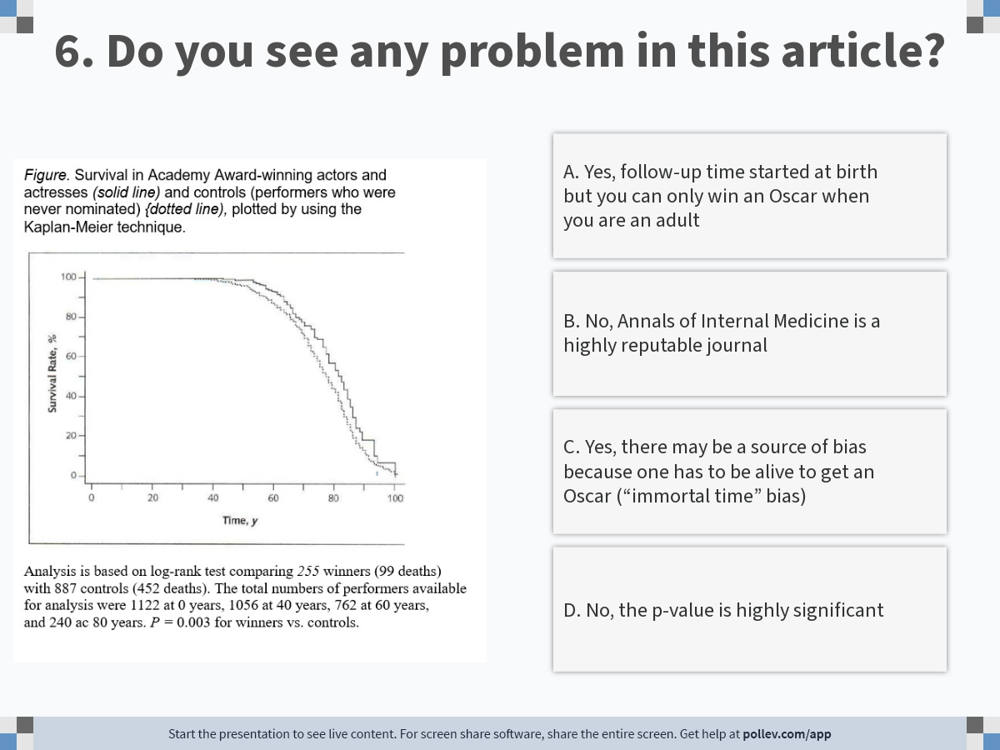 6. Do you see any problem in this article?
Figure. Survival in Academy Award-winning actors and
actresses (solid line) and controls (performers who were
never nominated) {dotted line), plotted by using the
Kaplan-Meier technique.
100
80
60
40
20
0
Survival Rate, %
0 20 40 60 80 100
Time, y
Analysis is based on log-rank test comparing 255 winners (99 deaths)
with 887 controls (452 deaths). The total numbers of performers available
for analysis were 1122 at 0 years, 1056 at 40 years, 762 at 60 years,
and 240 ac 80 years. P = 0.003 for winners vs. controls.
A. Yes, follow-up time started at birth
but you can only win an Oscar when
you are an adult
B. No, Annals of Internal Medicine is a
highly reputable journal
C. Yes, there may be a source of bias
because one has to be alive to get an
Oscar (“immortal time” bias)
D. No, the p-value is highly significant
Start the presentation to see live content. For screen share software, share the entire screen. Get help at pollev.com/app